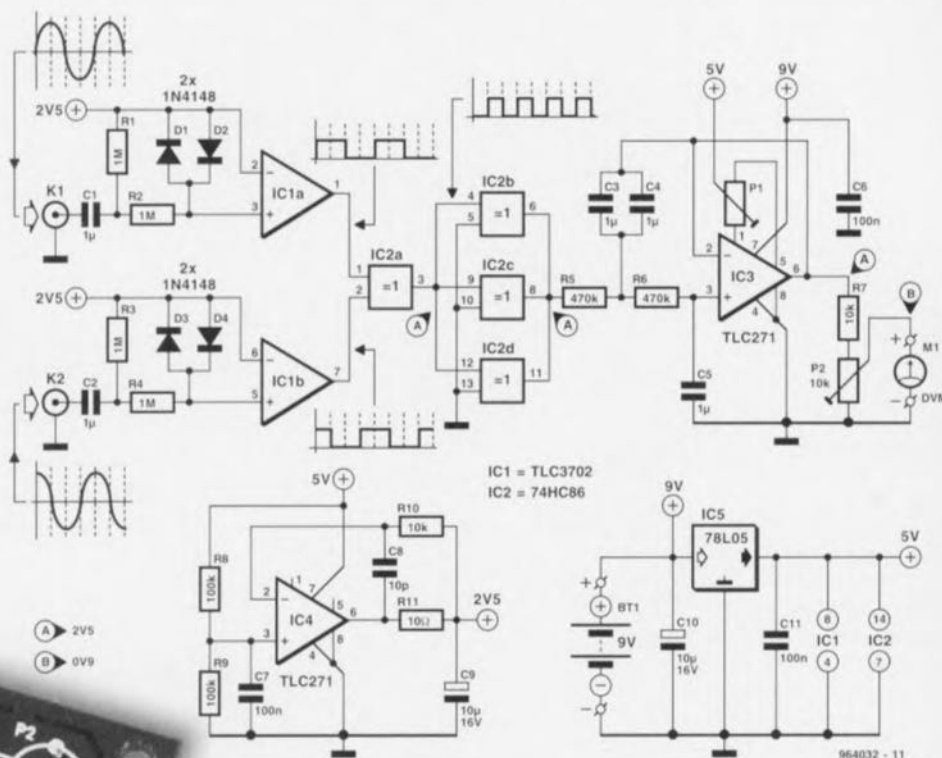 2x
1N4148
2V5
R1
1M
D1
D2
K1
C1
1µ
R2
1M
2
3
IC1a
1
2x
1N4148
2V5
R3
1M
D3
D4
K2
C2
1µ
R4
1M
6
5
IC1b
7
IC2a
1
2
=1
3
A
IC2b
4
5
=1
6
IC2c
9
10
=1
8
IC2d
12
13
=1
11
A
R5
470k
R6
470k
C3
1µ
C4
1µ
C5
1µ
5V
9V
P1
1
7
2
3
5
6
4
8
IC3
TLC271
C6
100n
A
R7
10k
P2
10k
B
+
M1
−
DVM
IC1 = TLC3702
IC2 = 74HC86
5V
R8
100k
R9
100k
C7
100n
1
7
2
3
5
6
4
8
IC4
TLC271
C8
10p
R10
10k
R11
10Ω
2V5
C9
10µ
16V
A 2V5
B 0V9
9V
IC5
78L05
5V
+
BT1
9V
−
C10
10µ
16V
C11
100n
8
IC1
4
14
IC2
7
964032 - 11
P2